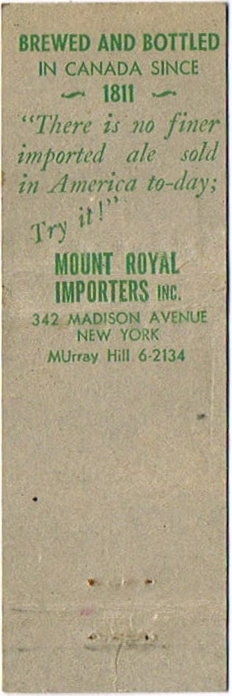 BREWED AND BOTTLED
IN CANADA SINCE
~ 1811 ~
"There is no finer
imported ale sold
in America to-day;
Try it!"
MOUNT ROYAL
IMPORTERS INC.
342 MADISON AVENUE
NEW YORK
MUrray Hill 6-2134